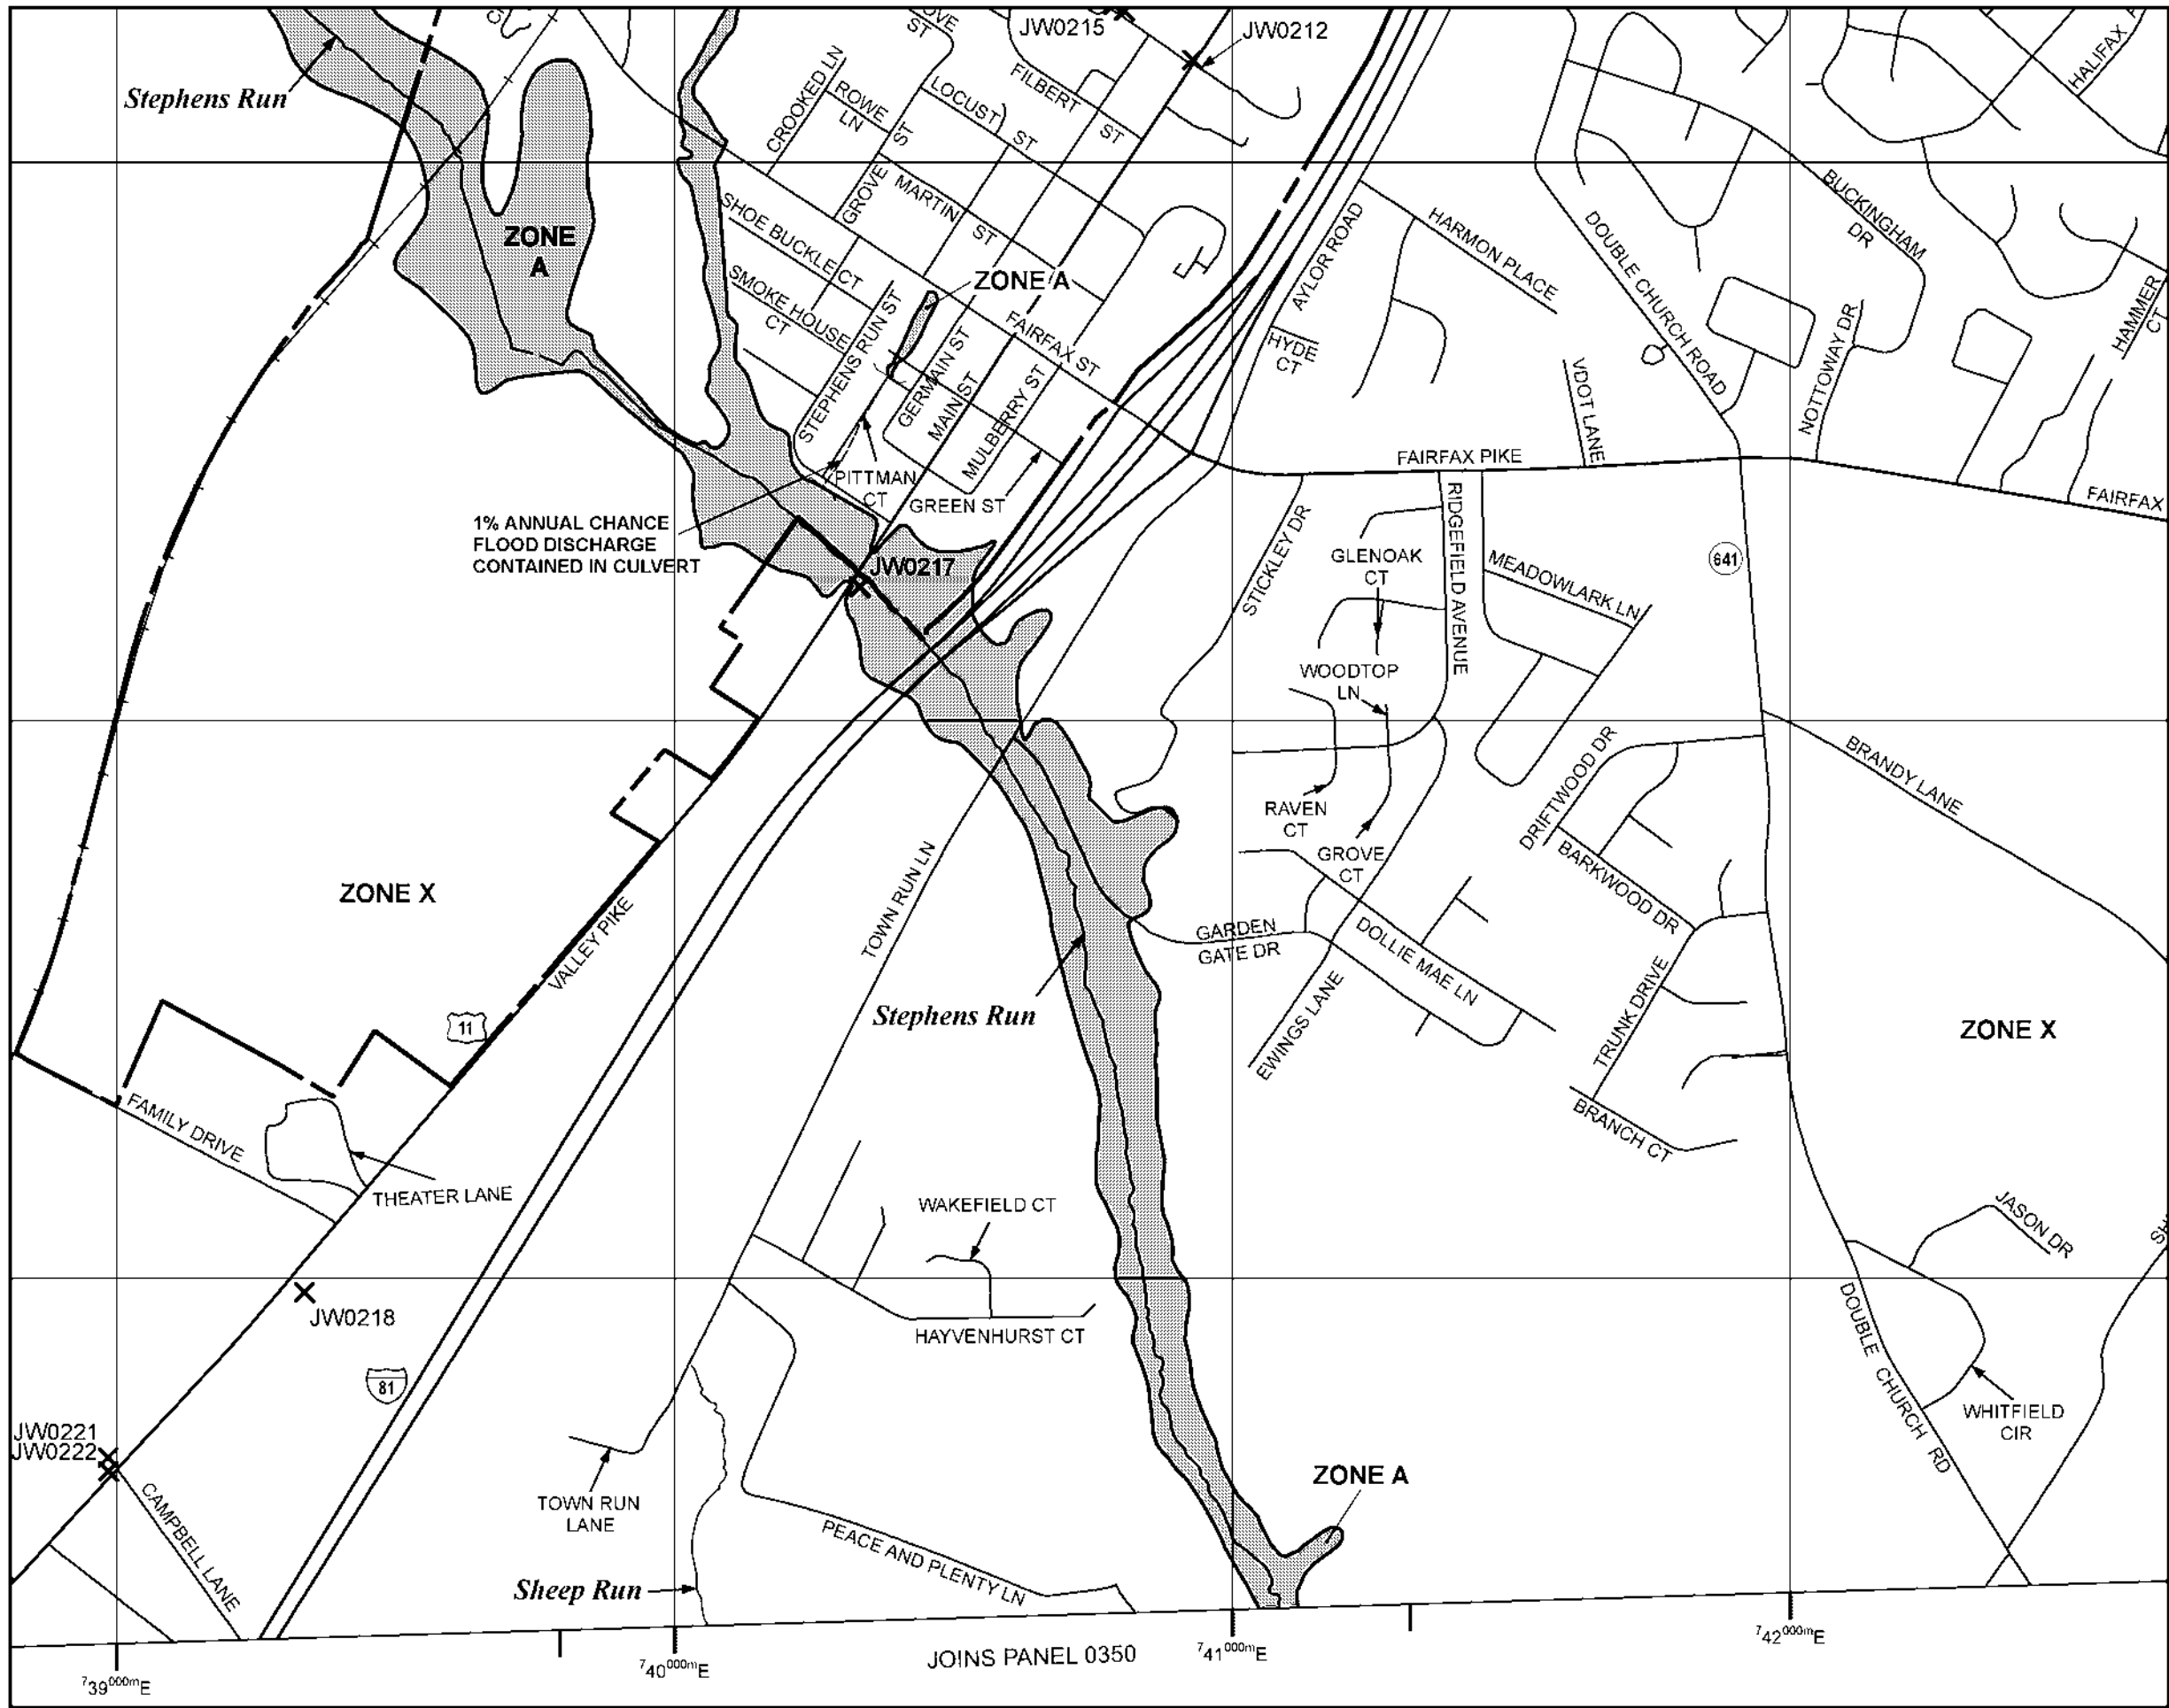 JW0215
JW0212
HALIFAX
Stephens Run
ST
CROOKED LN
ROWE
LN
LOCUST
ST
FILBERT
ST
GROVE
ST
MARTIN
ST
ZONE
A
SHOE BUCKLE CT
SMOKE HOUSE
CT
ZONE A
STEPHENS RUN ST
GERMAIN ST
MAIN ST
MULBERRY ST
FAIRFAX ST
AYLOR ROAD
HARMON PLACE
HYDE
CT
DOUBLE CHURCH ROAD
BUCKINGHAM
DR
NOTTOWAY DR
HAMMER
CT
VDOT LANE
PITTMAN
CT
GREEN ST
FAIRFAX PIKE
FAIRFAX
1% ANNUAL CHANCE
FLOOD DISCHARGE
CONTAINED IN CULVERT
JW0217
STICKLEY DR
GLENOAK
CT
RIDGEFIELD AVENUE
MEADOWLARK LN
641
WOODTOP
LN
RAVEN
CT
GROVE
CT
DRIFTWOOD DR
BARKWOOD DR
BRANDY LANE
ZONE X
VALLEY PIKE
TOWN RUN LN
GARDEN
GATE DR
DOLLIE MAE LN
EWINGS LANE
TRUNK DRIVE
11
Stephens Run
ZONE X
BRANCH CT
FAMILY DRIVE
THEATER LANE
WAKEFIELD CT
JASON DR
JW0218
HAYVENHURST CT
DOUBLE CHURCH RD
81
WHITFIELD
CIR
JW0221
JW0222
CAMPBELL LANE
TOWN RUN
LANE
ZONE A
PEACE AND PLENTY LN
Sheep Run
JOINS PANEL 0350
739000mE
740000mE
741000mE
742000mE